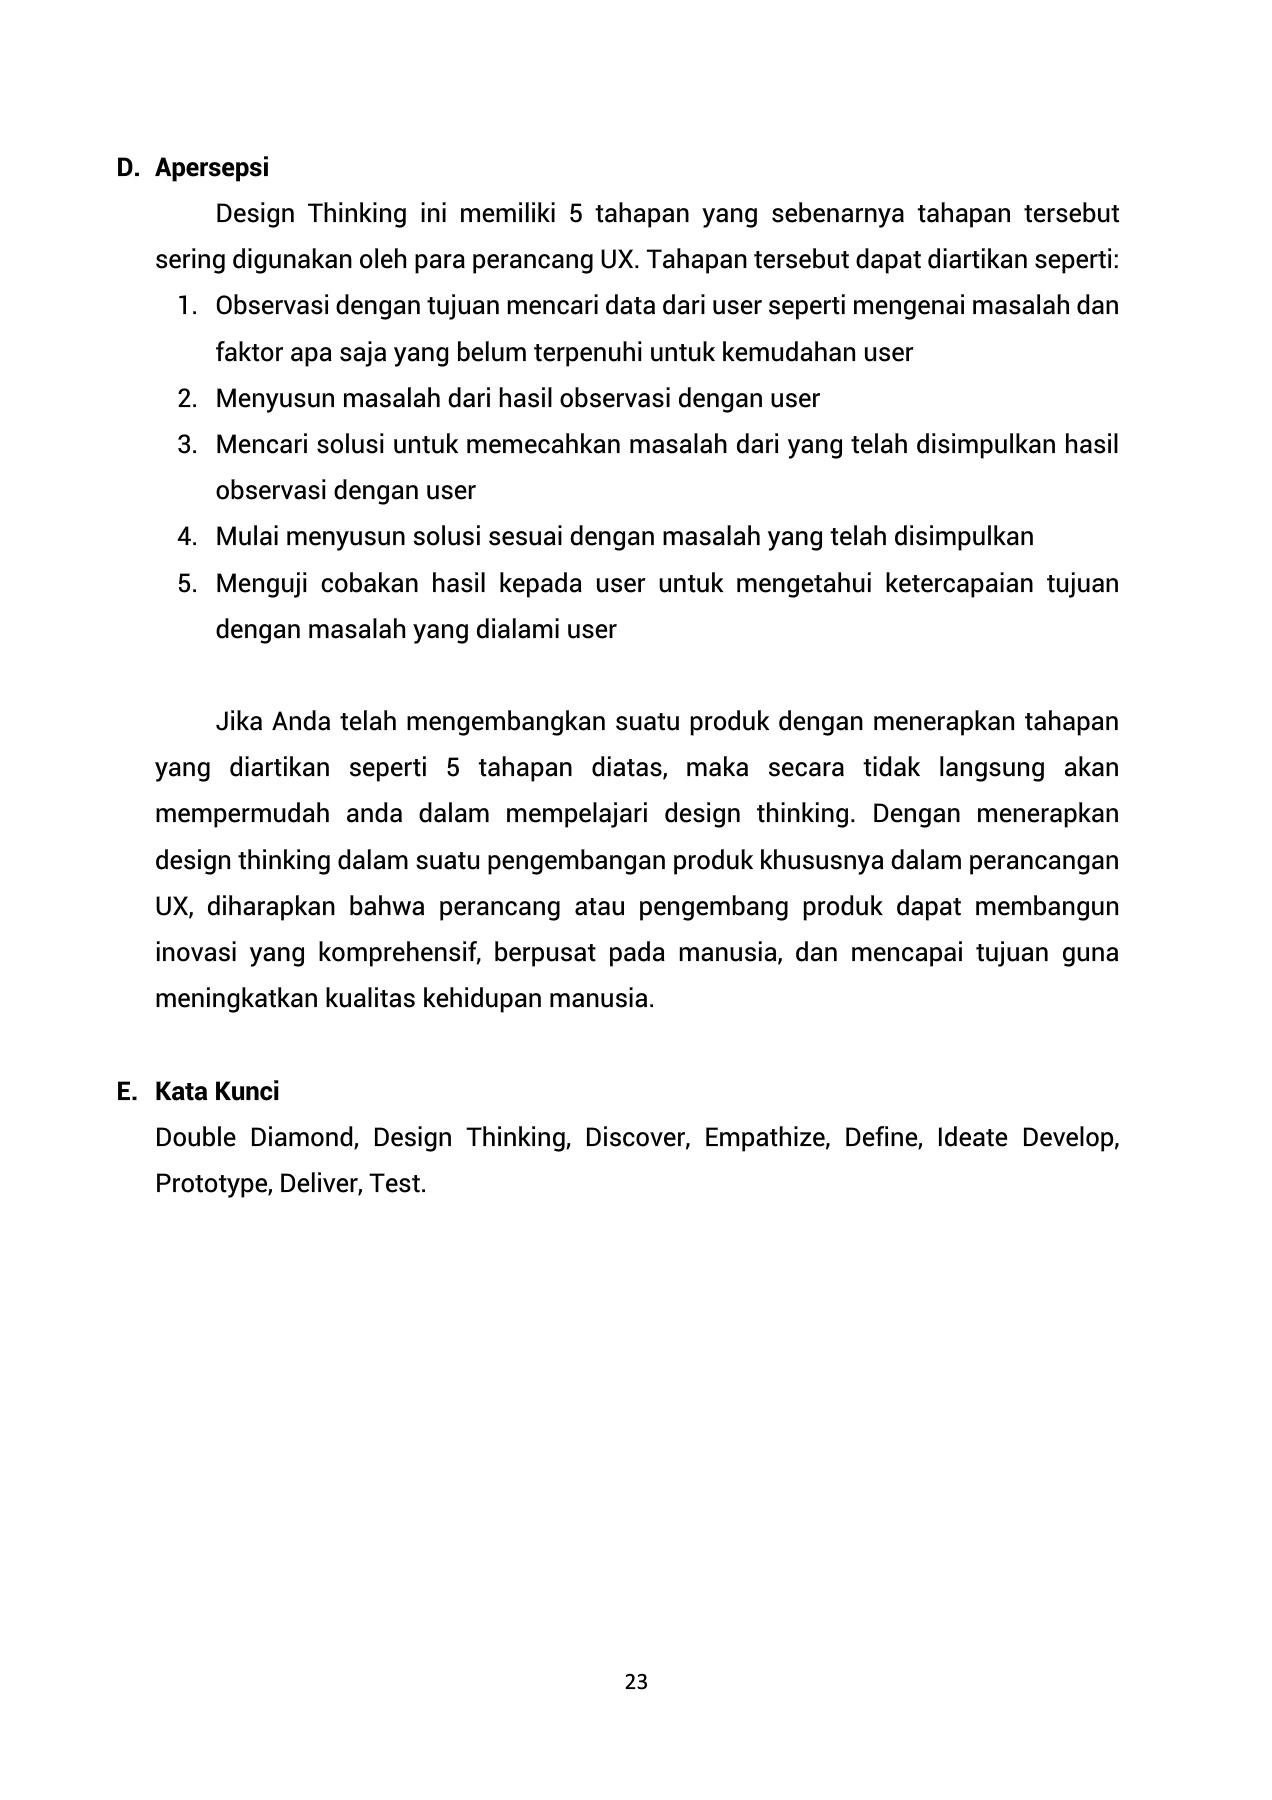 D. Apersepsi
Design Thinking ini memiliki 5 tahapan yang sebenarnya tahapan tersebut
sering digunakan oleh para perancang UX. Tahapan tersebut dapat diartikan seperti:
1. Observasi dengan tujuan mencari data dari user seperti mengenai masalah dan
faktor apa saja yang belum terpenuhi untuk kemudahan user
2. Menyusun masalah dari hasil observasi dengan user
3. Mencari solusi untuk memecahkan masalah dari yang telah disimpulkan hasil
observasi dengan user
4. Mulai menyusun solusi sesuai dengan masalah yang telah disimpulkan
5. Menguji cobakan hasil kepada user untuk mengetahui ketercapaian tujuan
dengan masalah yang dialami user
Jika Anda telah mengembangkan suatu produk dengan menerapkan tahapan
yang diartikan seperti 5 tahapan diatas, maka secara tidak langsung akan
mempermudah anda dalam mempelajari design thinking. Dengan menerapkan
design thinking dalam suatu pengembangan produk khususnya dalam perancangan
UX, diharapkan bahwa perancang atau pengembang produk dapat membangun
inovasi yang komprehensif, berpusat pada manusia, dan mencapai tujuan guna
meningkatkan kualitas kehidupan manusia.
E. Kata Kunci
Double Diamond, Design Thinking, Discover, Empathize, Define, Ideate Develop,
Prototype, Deliver, Test.
23